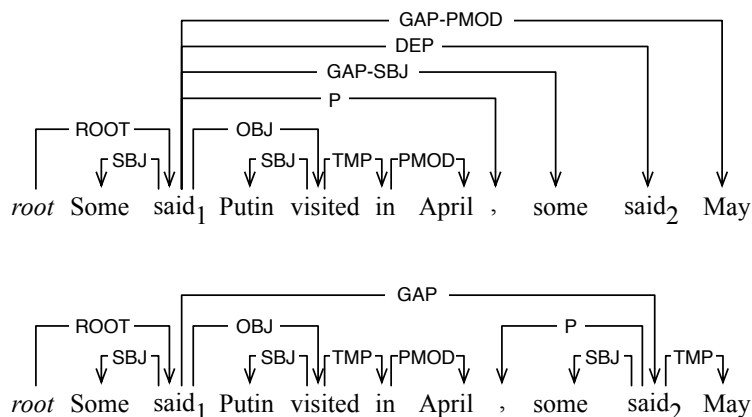 GAP-PMOD
DEP
GAP-SBJ
P
ROOT OBJ
SBJ SBJ TMP PMOD
root Some said1 Putin visited in April , some said2 May
GAP
ROOT OBJ P
SBJ SBJ TMP PMOD SBJ TMP
root Some said1 Putin visited in April , some said2 May